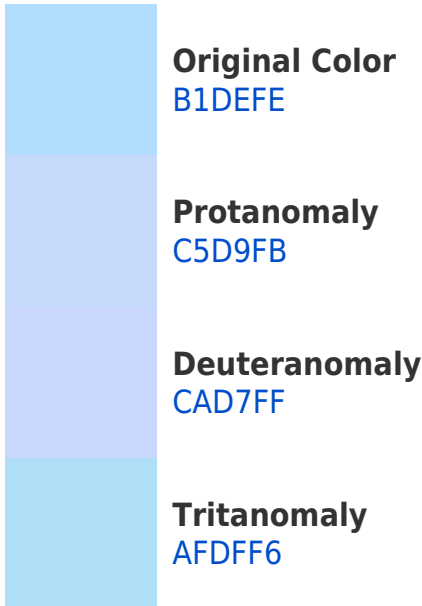 Original Color
B1DEFE
Protanomaly
C5D9FB
Deuteranomaly
CAD7FF
Tritanomaly
AFDFF6